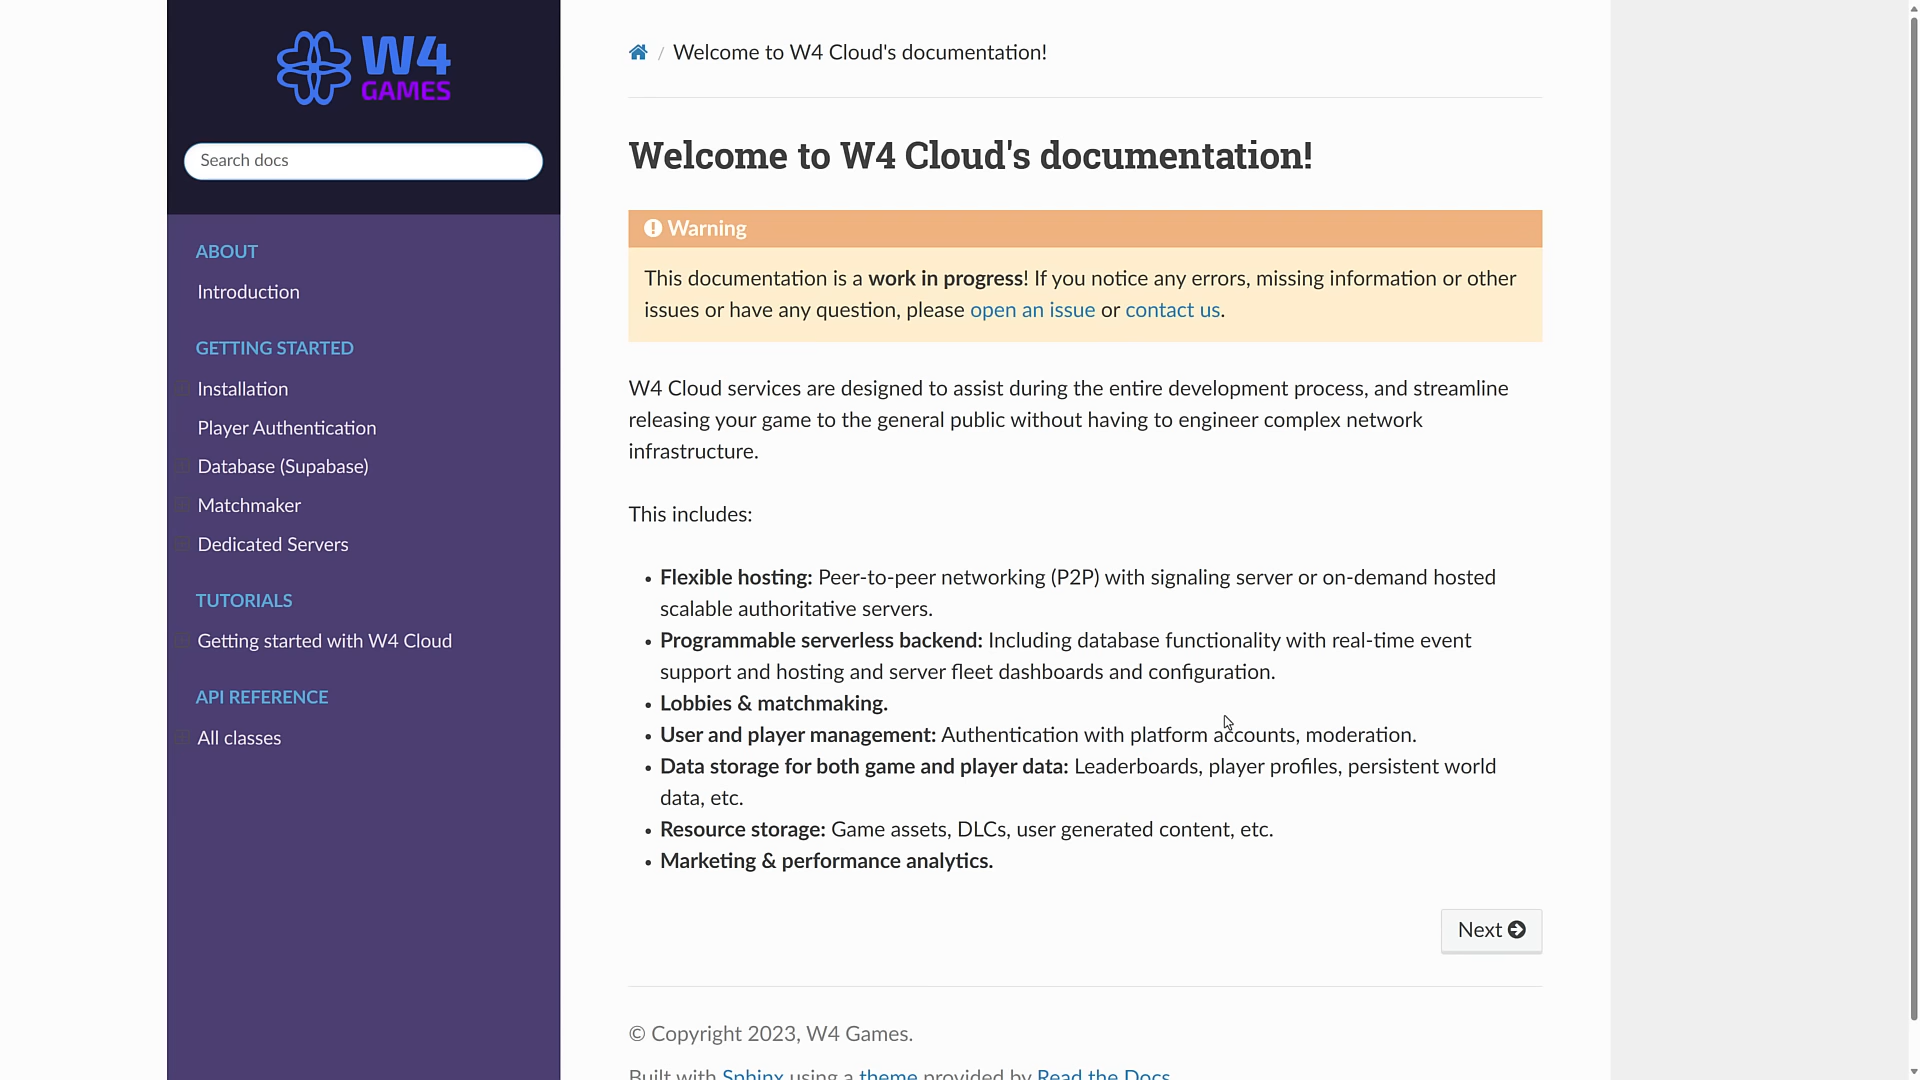 W4
GAMES
Search docs
ABOUT
Introduction
GETTING STARTED
Installation
Player Authentication
Database (Supabase)
Matchmaker
Dedicated Servers
TUTORIALS
Getting started with W4 Cloud
API REFERENCE
All classes
/ Welcome to W4 Cloud's documentation!
Welcome to W4 Cloud's documentation!
Warning
This documentation is a work in progress! If you notice any errors, missing information or other
issues or have any question, please open an issue or contact us.
W4 Cloud services are designed to assist during the entire development process, and streamline
releasing your game to the general public without having to engineer complex network
infrastructure.
This includes:
• Flexible hosting: Peer-to-peer networking (P2P) with signaling server or on-demand hosted
scalable authoritative servers.
• Programmable serverless backend: Including database functionality with real-time event
support and hosting and server fleet dashboards and configuration.
• Lobbies & matchmaking.
• User and player management: Authentication with platform accounts, moderation.
• Data storage for both game and player data: Leaderboards, player profiles, persistent world
data, etc.
• Resource storage: Game assets, DLCs, user generated content, etc.
• Marketing & performance analytics.
Next
© Copyright 2023, W4 Games.
Built with Sphinx using a theme provided by Read the Docs